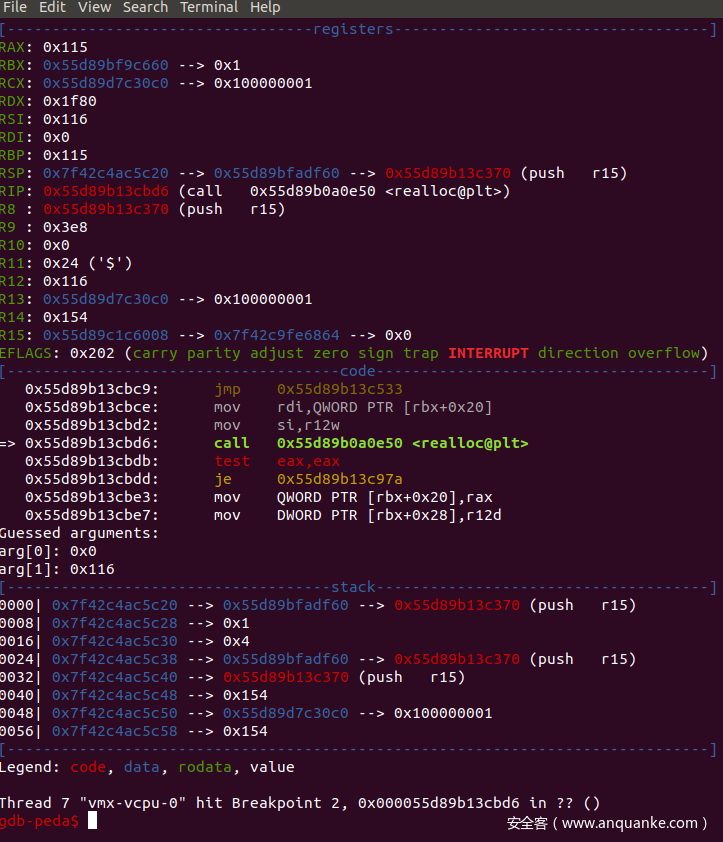 File Edit View Search Terminal Help
[----------------------------------registers-----------------------------------]
RAX: 0x115
RBX: 0x55d89bf9c660 --> 0x1
RCX: 0x55d89d7c30c0 --> 0x100000001
RDX: 0x1f80
RSI: 0x116
RDI: 0x0
RBP: 0x115
RSP: 0x7f42c4ac5c20 --> 0x55d89bfadf60 --> 0x55d89b13c370 (push   r15)
RIP: 0x55d89b13cbd6 (call   0x55d89b0a0e50 <realloc@plt>)
R8 : 0x55d89b13c370 (push   r15)
R9 : 0x3e8
R10: 0x0
R11: 0x24 ('$')
R12: 0x116
R13: 0x55d89d7c30c0 --> 0x100000001
R14: 0x154
R15: 0x55d89c1c6008 --> 0x7f42c9fe6864 --> 0x0
EFLAGS: 0x202 (carry parity adjust zero sign trap INTERRUPT direction overflow)
[-------------------------------------code-------------------------------------]
   0x55d89b13cbc9:	jmp    0x55d89b13c533
   0x55d89b13cbce:	mov    rdi,QWORD PTR [rbx+0x20]
   0x55d89b13cbd2:	mov    si,r12w
=> 0x55d89b13cbd6:	call   0x55d89b0a0e50 <realloc@plt>
   0x55d89b13cbdb:	test   eax,eax
   0x55d89b13cbdd:	je     0x55d89b13c97a
   0x55d89b13cbe3:	mov    QWORD PTR [rbx+0x20],rax
   0x55d89b13cbe7:	mov    DWORD PTR [rbx+0x28],r12d
Guessed arguments:
arg[0]: 0x0
arg[1]: 0x116
[------------------------------------stack-------------------------------------]
0000| 0x7f42c4ac5c20 --> 0x55d89bfadf60 --> 0x55d89b13c370 (push   r15)
0008| 0x7f42c4ac5c28 --> 0x1
0016| 0x7f42c4ac5c30 --> 0x4
0024| 0x7f42c4ac5c38 --> 0x55d89bfadf60 --> 0x55d89b13c370 (push   r15)
0032| 0x7f42c4ac5c40 --> 0x55d89b13c370 (push   r15)
0040| 0x7f42c4ac5c48 --> 0x154
0048| 0x7f42c4ac5c50 --> 0x55d89d7c30c0 --> 0x100000001
0056| 0x7f42c4ac5c58 --> 0x154
[------------------------------------------------------------------------------]
Legend: code, data, rodata, value
Thread 7 "vmx-vcpu-0" hit Breakpoint 2, 0x000055d89b13cbd6 in ?? ()
gdb-peda$
安全客（www.anquanke.com）